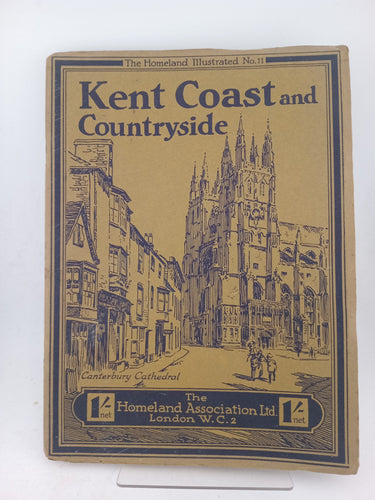 The Homeland Illustrated No. 11
Kent Coast and
Countryside
Canterbury Cathedral
1/- net
The
Homeland Association Ltd.
London W.C.2
1/- net